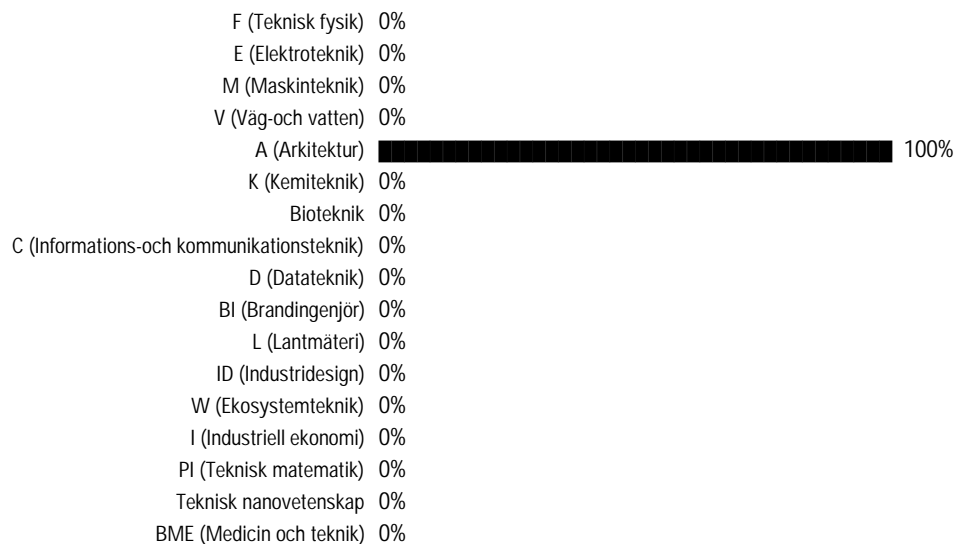 F (Teknisk fysik) 0%
E (Elektroteknik) 0%
M (Maskinteknik) 0%
V (Väg-och vatten) 0%
A (Arkitektur) 100%
K (Kemiteknik) 0%
Bioteknik 0%
C (Informations-och kommunikationsteknik) 0%
D (Datateknik) 0%
BI (Brandingenjör) 0%
L (Lantmäteri) 0%
ID (Industridesign) 0%
W (Ekosystemteknik) 0%
I (Industriell ekonomi) 0%
PI (Teknisk matematik) 0%
Teknisk nanovetenskap 0%
BME (Medicin och teknik) 0%